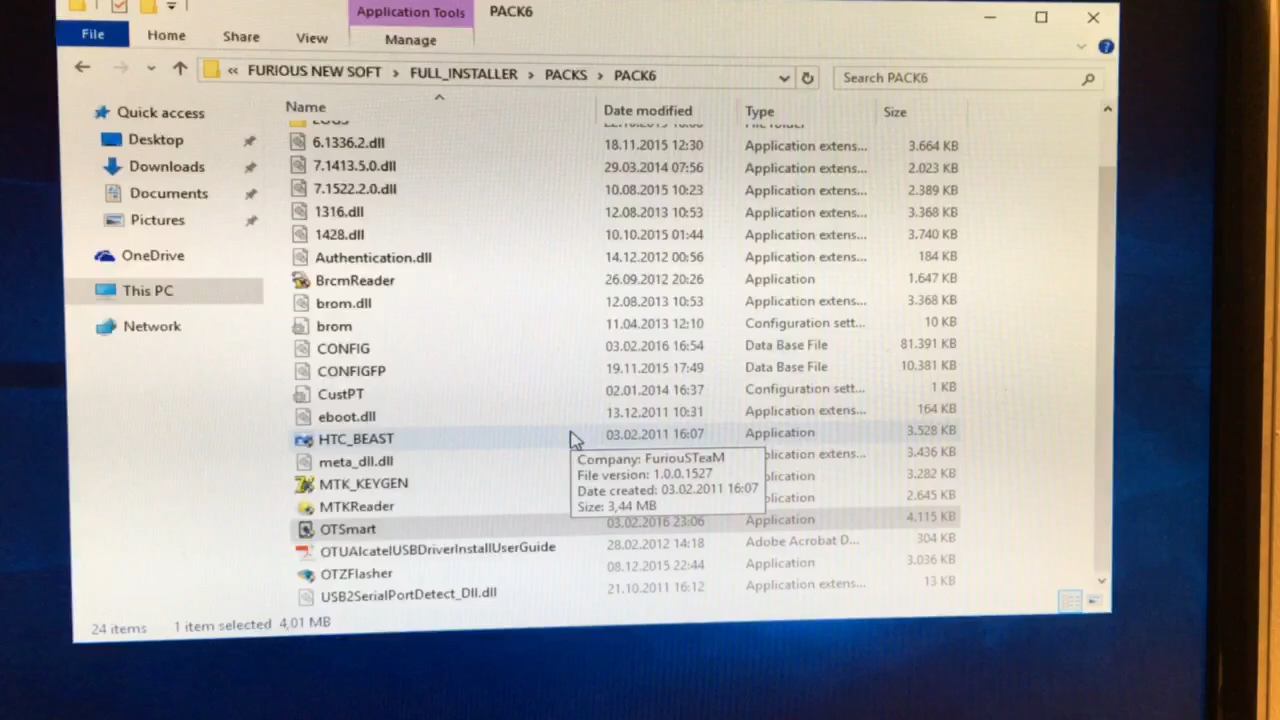 Application Tools PACK6
File Home Share View Manage
« FURIOUS NEW SOFT › FULL_INSTALLER › PACKS › PACK6 Search PACK6
Quick access
Desktop
Downloads
Documents
Pictures
OneDrive
This PC
Network
Name Date modified Type Size
LOGS
6.1336.2.dll 18.11.2015 12:30 Application extens... 3.664 KB
7.1413.5.0.dll 29.03.2014 07:56 Application extens... 2.023 KB
7.1522.2.0.dll 10.08.2015 10:23 Application extens... 2.389 KB
1316.dll 12.08.2013 10:53 Application extens... 3.368 KB
1428.dll 10.10.2015 01:44 Application extens... 3.740 KB
Authentication.dll 14.12.2012 00:56 Application extens... 184 KB
BrcmReader 26.09.2012 20:26 Application 1.647 KB
brom.dll 12.08.2013 10:53 Application extens... 3.368 KB
brom 11.04.2013 12:10 Configuration sett... 10 KB
CONFIG 03.02.2016 16:54 Data Base File 81.391 KB
CONFIGFP 19.11.2015 17:49 Data Base File 10.381 KB
CustPT 02.01.2014 16:37 Configuration sett... 1 KB
eboot.dll 13.12.2011 10:31 Application extens... 164 KB
HTC_BEAST 03.02.2011 16:07 Application 3.528 KB
meta_dll.dll plication extens... 3.436 KB
MTK_KEYGEN plication 3.282 KB
MTKReader plication 2.645 KB
OTSmart 03.02.2016 23:06 Application 4.115 KB
OTUAlcatelUSBDriverInstallUserGuide 28.02.2012 14:18 Adobe Acrobat D... 304 KB
OTZFlasher 08.12.2015 22:44 Application 3.036 KB
USB2SerialPortDetect_Dll.dll 21.10.2011 16:12 Application extens... 13 KB
Company: FuriouSTeaM
File version: 1.0.0.1527
Date created: 03.02.2011 16:07
Size: 3,44 MB
24 items 1 item selected 4,01 MB